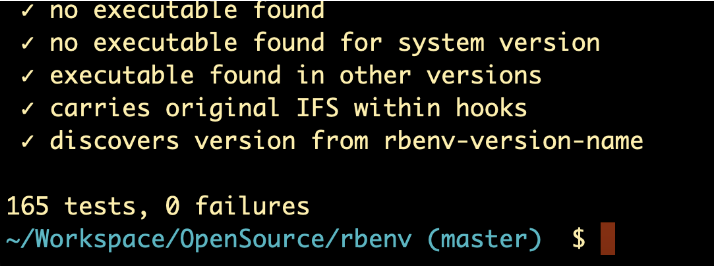 ✓ no executable found
✓ no executable found for system version
✓ executable found in other versions
✓ carries original IFS within hooks
✓ discovers version from rbenv-version-name
165 tests, 0 failures
~/Workspace/OpenSource/rbenv (master) $